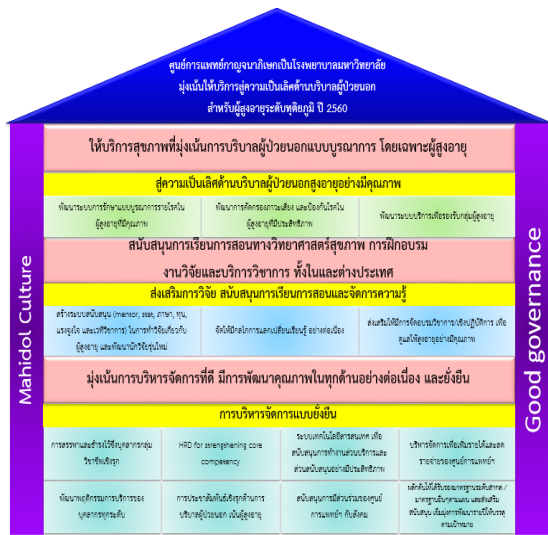 ศูนย์การแพทย์กาญจนาภิเษกเป็นโรงพยาบาลมหาวิทยาลัย
มุ่งเน้นให้บริการสู่ความเป็นเลิศด้านบริบาลผู้ป่วยนอก
สำหรับผู้สูงอายุระดับทุติยภูมิ ปี 2560
Mahidol Culture
ให้บริการสุขภาพที่มุ่งเน้นการบริบาลผู้ป่วยนอกแบบบูรณาการ โดยเฉพาะผู้สูงอายุ
สู่ความเป็นเลิศด้านบริบาลผู้ป่วยนอกสูงอายุอย่างมีคุณภาพ
พัฒนาระบบการรักษาแบบบูรณาการรายโรคใน
ผู้สูงอายุที่มีคุณภาพ
พัฒนาการคัดกรองภาวะเสี่ยง และป้องกันโรคใน
ผู้สูงอายุที่มีประสิทธิภาพ
พัฒนาระบบบริการเพื่อรองรับกลุ่มผู้สูงอายุ
สนับสนุนการเรียนการสอนทางวิทยาศาสตร์สุขภาพ การฝึกอบรม
งานวิจัยและบริการวิชาการ ทั้งในและต่างประเทศ
ส่งเสริมการวิจัย สนับสนุนการเรียนการสอนและจัดการความรู้
สร้างระบบสนับสนุน (mentor, stat, ภาษา, ทุน,
แรงจูงใจ และเวทีวิชาการ) ในการทำวิจัยเกี่ยวกับ
ผู้สูงอายุ และพัฒนานักวิจัยรุ่นใหม่
จัดให้มีกลไกการแลกเปลี่ยนเรียนรู้ อย่างต่อเนื่อง
ส่งเสริมให้มีการจัดอบรมวิชาการ/เชิงปฏิบัติการ เพื่อ
ดูแลให้สูงอายุอย่างมีคุณภาพ
มุ่งเน้นการบริหารจัดการที่ดี มีการพัฒนาคุณภาพในทุกด้านอย่างต่อเนื่อง และยั่งยืน
การบริหารจัดการแบบยั่งยืน
การสรรหาและธำรงไว้ซึ่งบุคลากรกลุ่ม
วิชาชีพเชิงรุก
HRD for strengthening core
competency
ระบบเทคโนโลยีสารสนเทศ เพื่อ
สนับสนุนการทำงานส่วนบริการและ
ส่วนสนับสนุนอย่างมีประสิทธิภาพ
บริหารจัดการเพื่อเพิ่มรายได้และลด
รายจ่ายของศูนย์การแพทย์ฯ
พัฒนาพฤติกรรมการบริการของ
บุคลากรทุกระดับ
การประชาสัมพันธ์เชิงรุกด้านการ
บริบาลผู้ป่วยนอก เน้นผู้สูงอายุ
สนับสนุนการมีส่วนร่วมของศูนย์
การแพทย์ฯ กับสังคม
ผลักดันให้ได้รับรองมาตรฐานระดับสากล /
มาตรฐานอื่นๆตามแผน และส่งเสริม
สนับสนุน เข็มมุ่งการพัฒนารายปีให้บรรลุ
ตามเป้าหมาย
Good governance